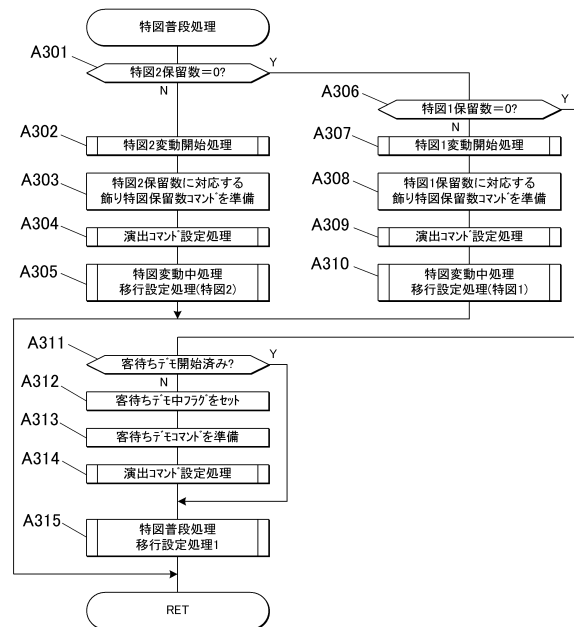 特図普段処理
A301
特図2保留数=0?
Y
N
A306
特図1保留数=0?
Y
N
A302
特図2変動開始処理
A307
特図1変動開始処理
A303
特図2保留数に対応する
飾り特図保留数コマンドを準備
A308
特図1保留数に対応する
飾り特図保留数コマンドを準備
A304
演出コマンド設定処理
A309
演出コマンド設定処理
A305
特図変動中処理
移行設定処理(特図2)
A310
特図変動中処理
移行設定処理(特図1)
A311
客待ちデモ開始済み?
Y
N
A312
客待ちデモ中フラグをセット
A313
客待ちデモコマンドを準備
A314
演出コマンド設定処理
A315
特図普段処理
移行設定処理1
RET